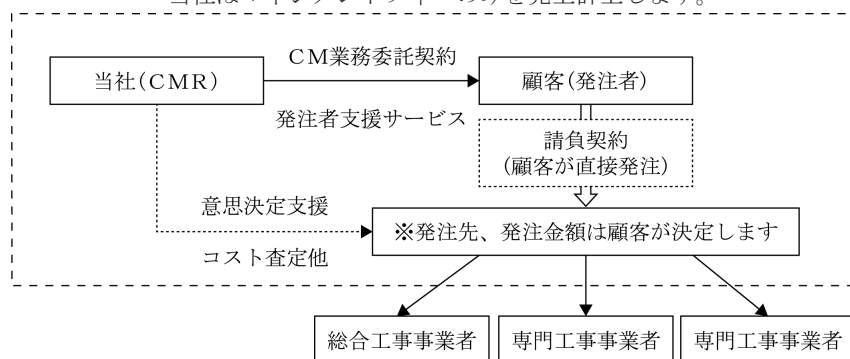 ＣＭ業務委託契約
当社（ＣＭＲ）
顧客（発注者）
発注者支援サービス
請負契約
（顧客が直接発注）
意思決定支援
※発注先、発注金額は顧客が決定します
コスト査定他
総合工事事業者
専門工事事業者
専門工事事業者